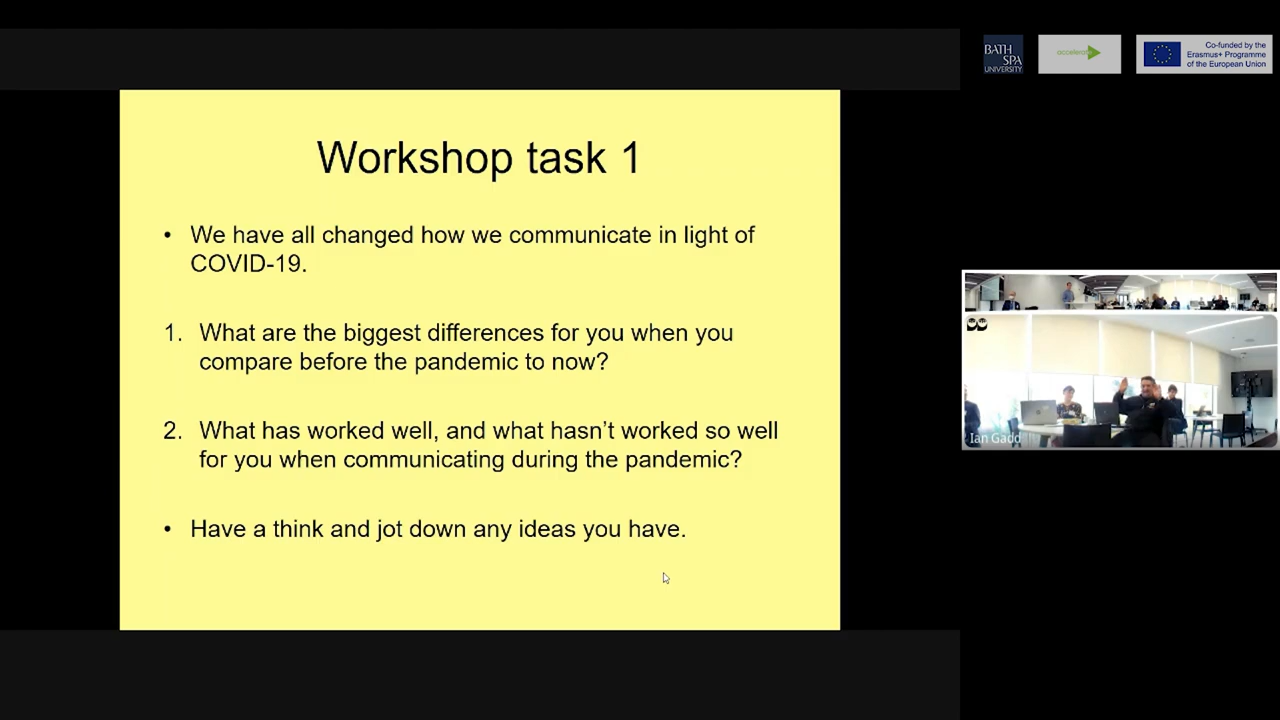 BATH
SPA
UNIVERSITY
accelerate
Co-funded by the
Erasmus+ Programme
of the European Union
Workshop task 1
• We have all changed how we communicate in light of
COVID-19.
1. What are the biggest differences for you when you
compare before the pandemic to now?
2. What has worked well, and what hasn’t worked so well
for you when communicating during the pandemic?
• Have a think and jot down any ideas you have.
Ian Gadd